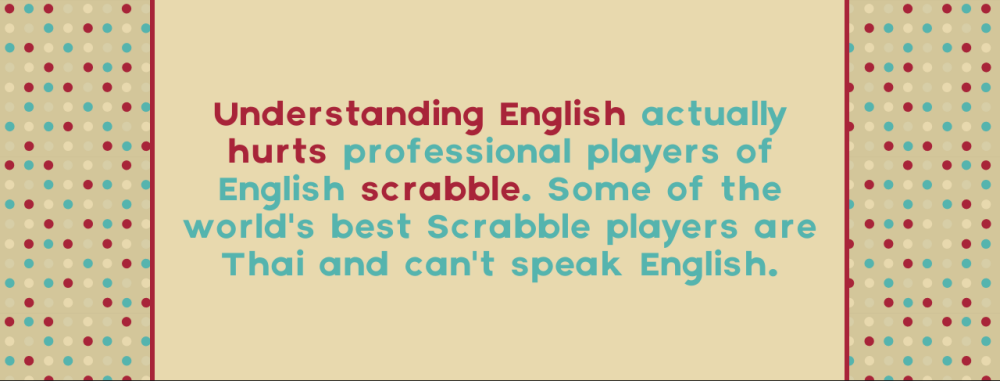 Understanding English actually
hurts professional players of
English scrabble. Some of the
world's best Scrabble players are
Thai and can't speak English.